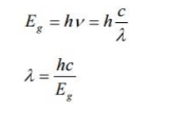 E_g = hν = h c/λ
λ = hc/E_g